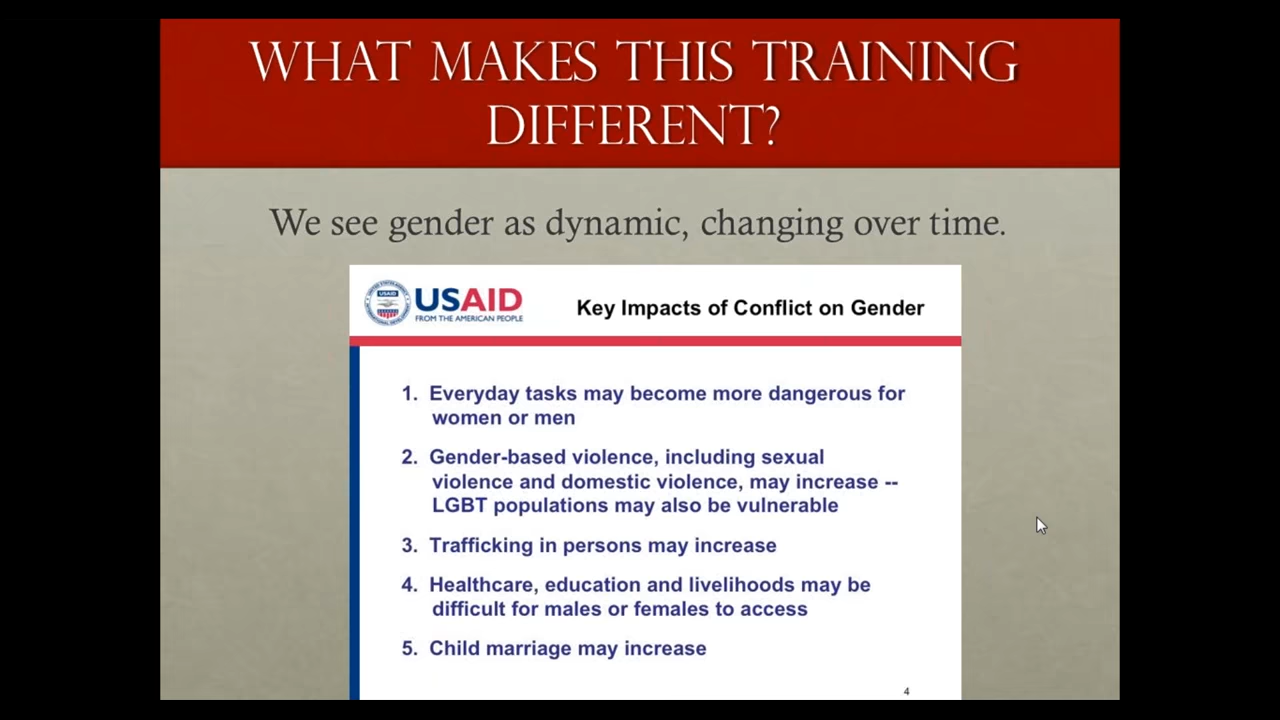 WHAT MAKES THIS TRAINING
DIFFERENT?
We see gender as dynamic, changing over time.
USAID
USAID
FROM THE AMERICAN PEOPLE
Key Impacts of Conflict on Gender
1. Everyday tasks may become more dangerous for
women or men
2. Gender-based violence, including sexual
violence and domestic violence, may increase --
LGBT populations may also be vulnerable
3. Trafficking in persons may increase
4. Healthcare, education and livelihoods may be
difficult for males or females to access
5. Child marriage may increase
4